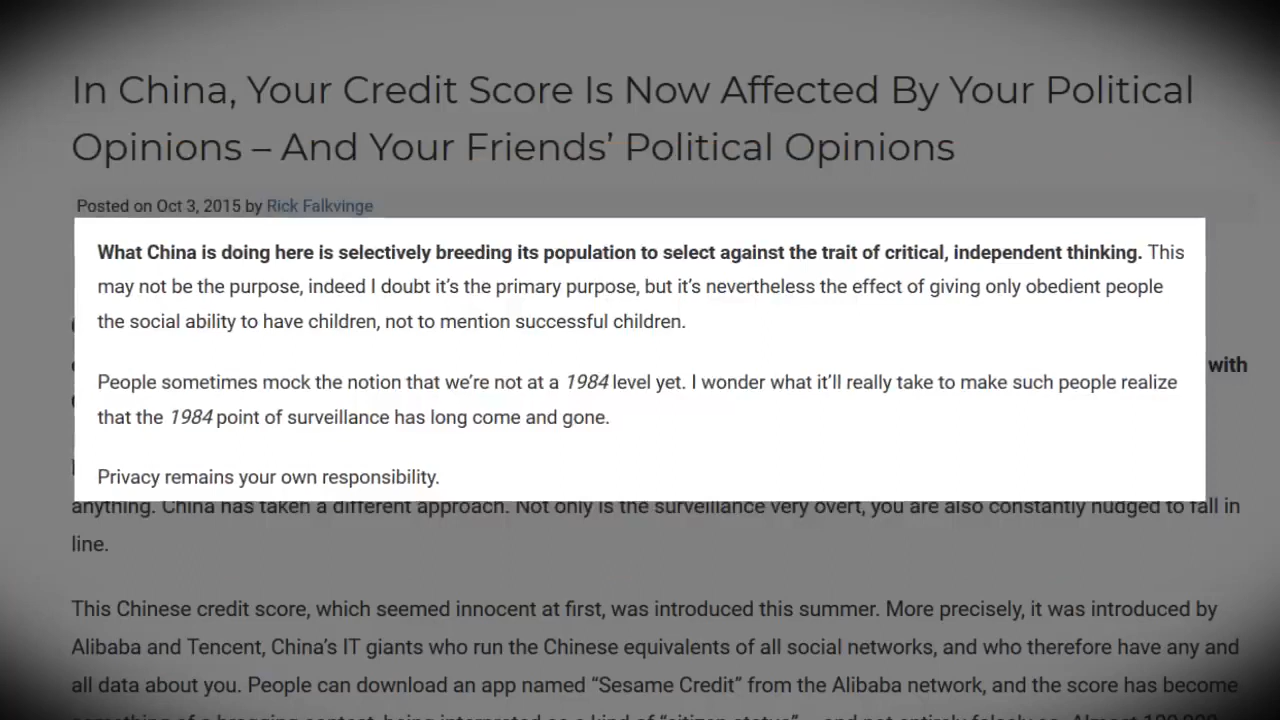 In China, Your Credit Score Is Now Affected By Your Political
Opinions – And Your Friends’ Political Opinions
Posted on Oct 3, 2015 by Rick Falkvinge
What China is doing here is selectively breeding its population to select against the trait of critical, independent thinking. This
may not be the purpose, indeed I doubt it’s the primary purpose, but it’s nevertheless the effect of giving only obedient people
the social ability to have children, not to mention successful children.
with
People sometimes mock the notion that we’re not at a 1984 level yet. I wonder what it’ll really take to make such people realize
that the 1984 point of surveillance has long come and gone.
Privacy remains your own responsibility.
anything. China has taken a different approach. Not only is the surveillance very overt, you are also constantly nudged to fall in
line.
This Chinese credit score, which seemed innocent at first, was introduced this summer. More precisely, it was introduced by
Alibaba and Tencent, China’s IT giants who run the Chinese equivalents of all social networks, and who therefore have any and
all data about you. People can download an app named “Sesame Credit” from the Alibaba network, and the score has become